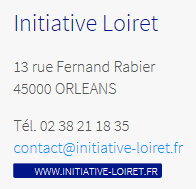 Initiative Loiret
13 rue Fernand Rabier
45000 ORLEANS
Tél. 02 38 21 18 35
contact@initiative-loiret.fr
WWW.INITIATIVE-LOIRET.FR